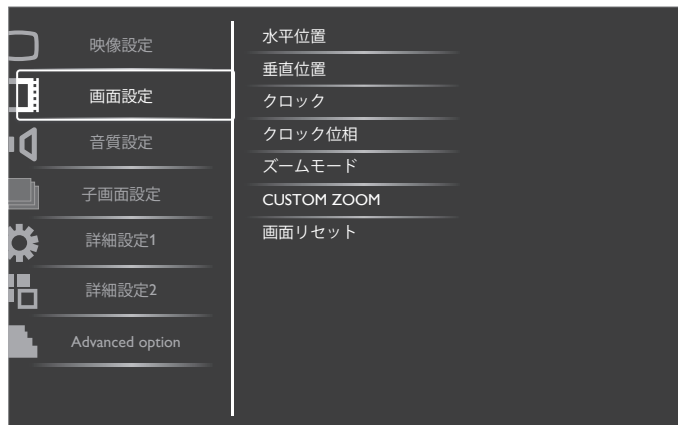 映像設定
画面設定
音質設定
子画面設定
詳細設定1
詳細設定2
Advanced option
水平位置
垂直位置
クロック
クロック位相
ズームモード
CUSTOM ZOOM
画面リセット